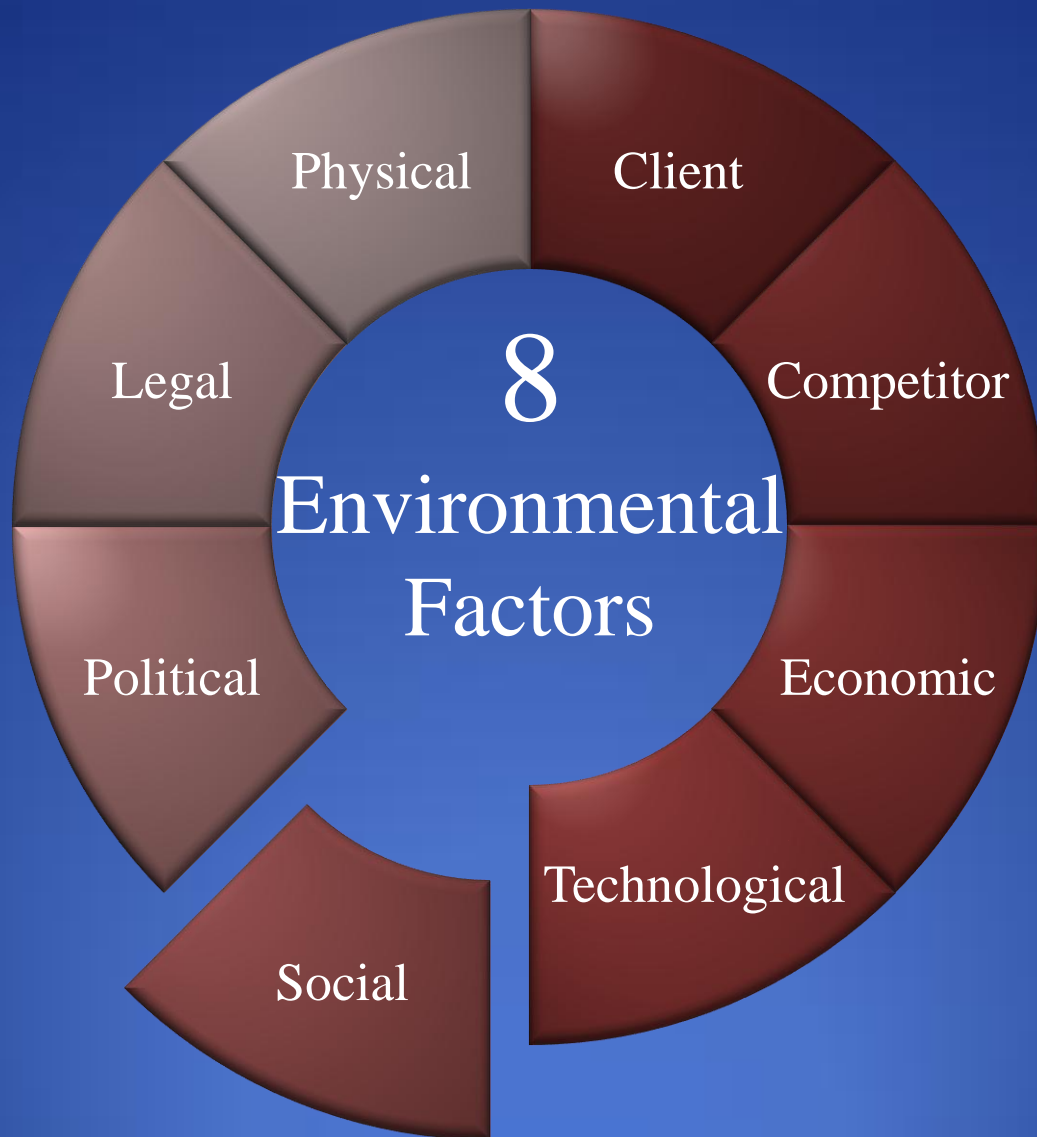 Physical
Client
Legal
Competitor
8
Environmental
Factors
Political
Economic
Technological
Social